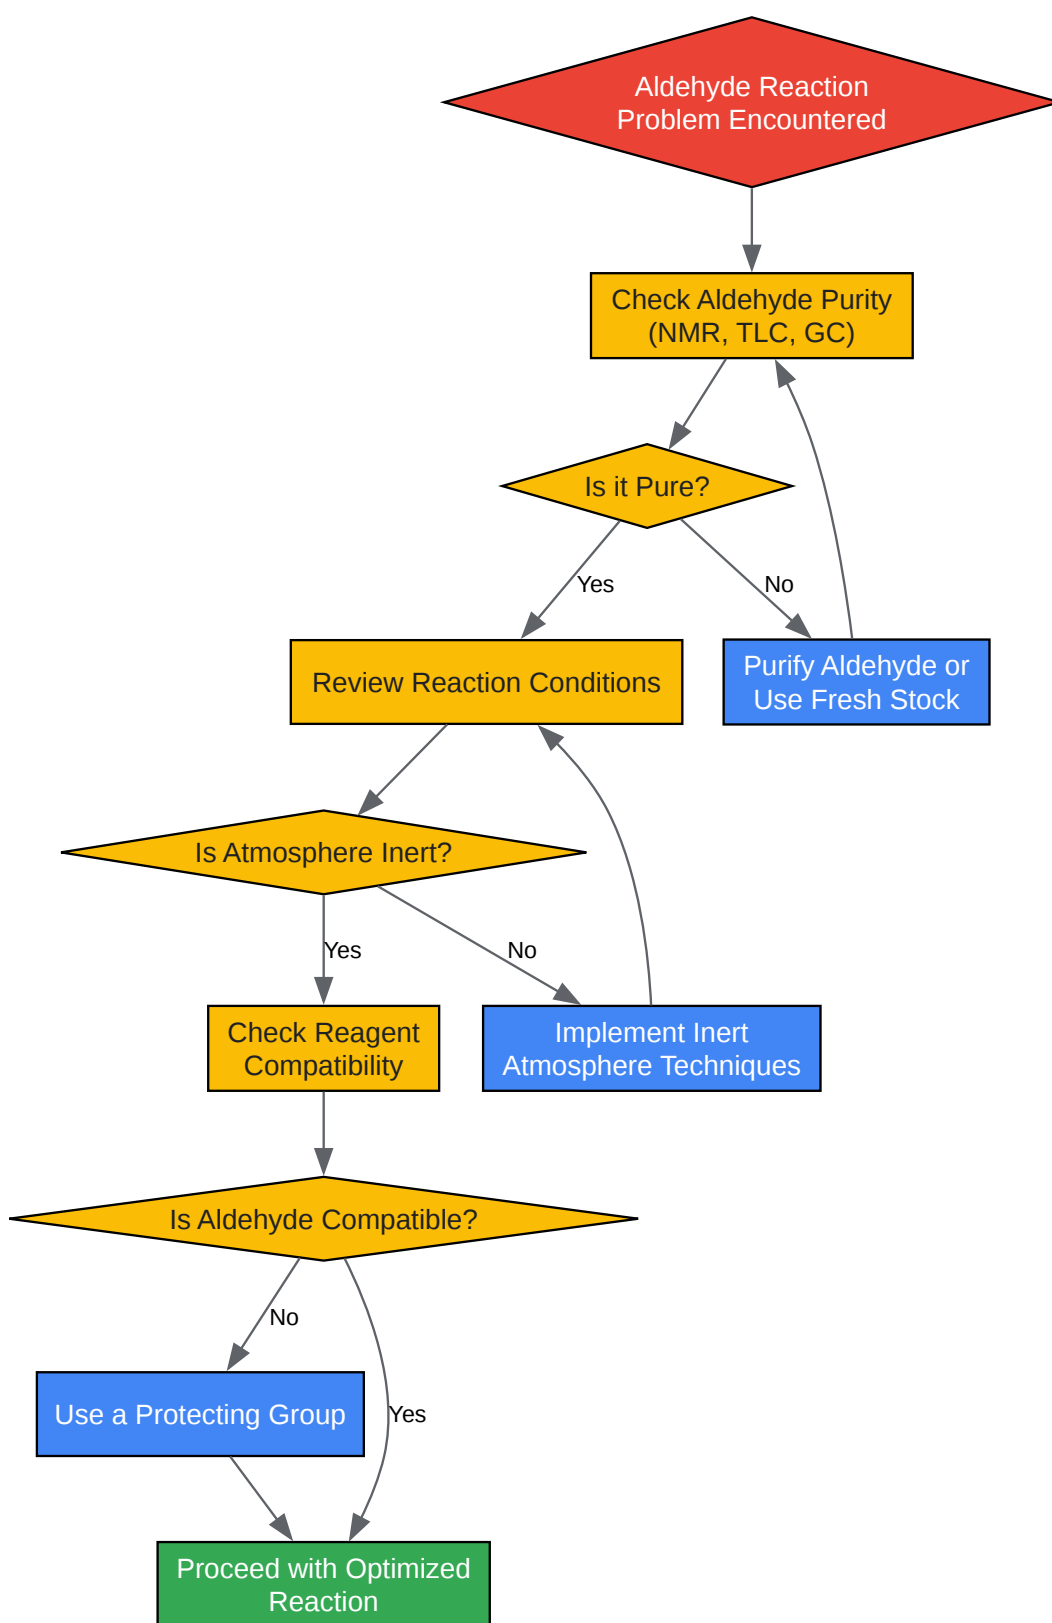 Aldehyde Reaction
Problem Encountered
Check Aldehyde Purity
(NMR, TLC, GC)
Is it Pure?
Yes
No
Review Reaction Conditions
Purify Aldehyde or
Use Fresh Stock
Is Atmosphere Inert?
Yes
No
Check Reagent
Compatibility
Implement Inert
Atmosphere Techniques
Is Aldehyde Compatible?
No
Use a Protecting Group
Yes
Proceed with Optimized
Reaction